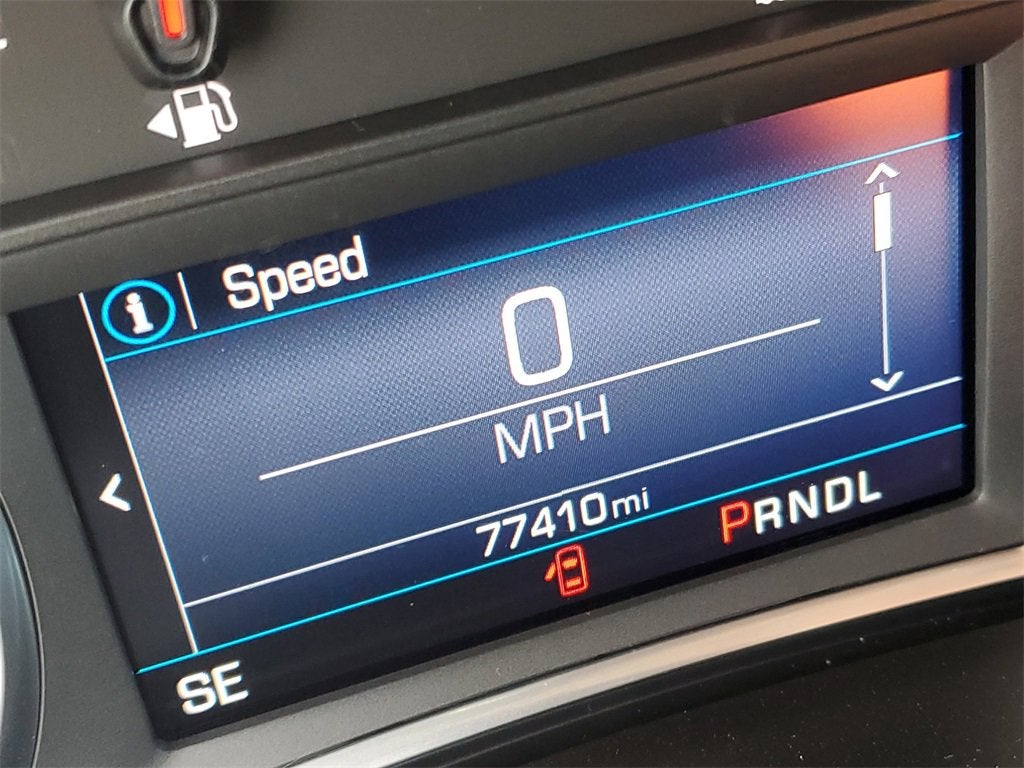 Speed
0
MPH
77410mi
PRNDL
SE